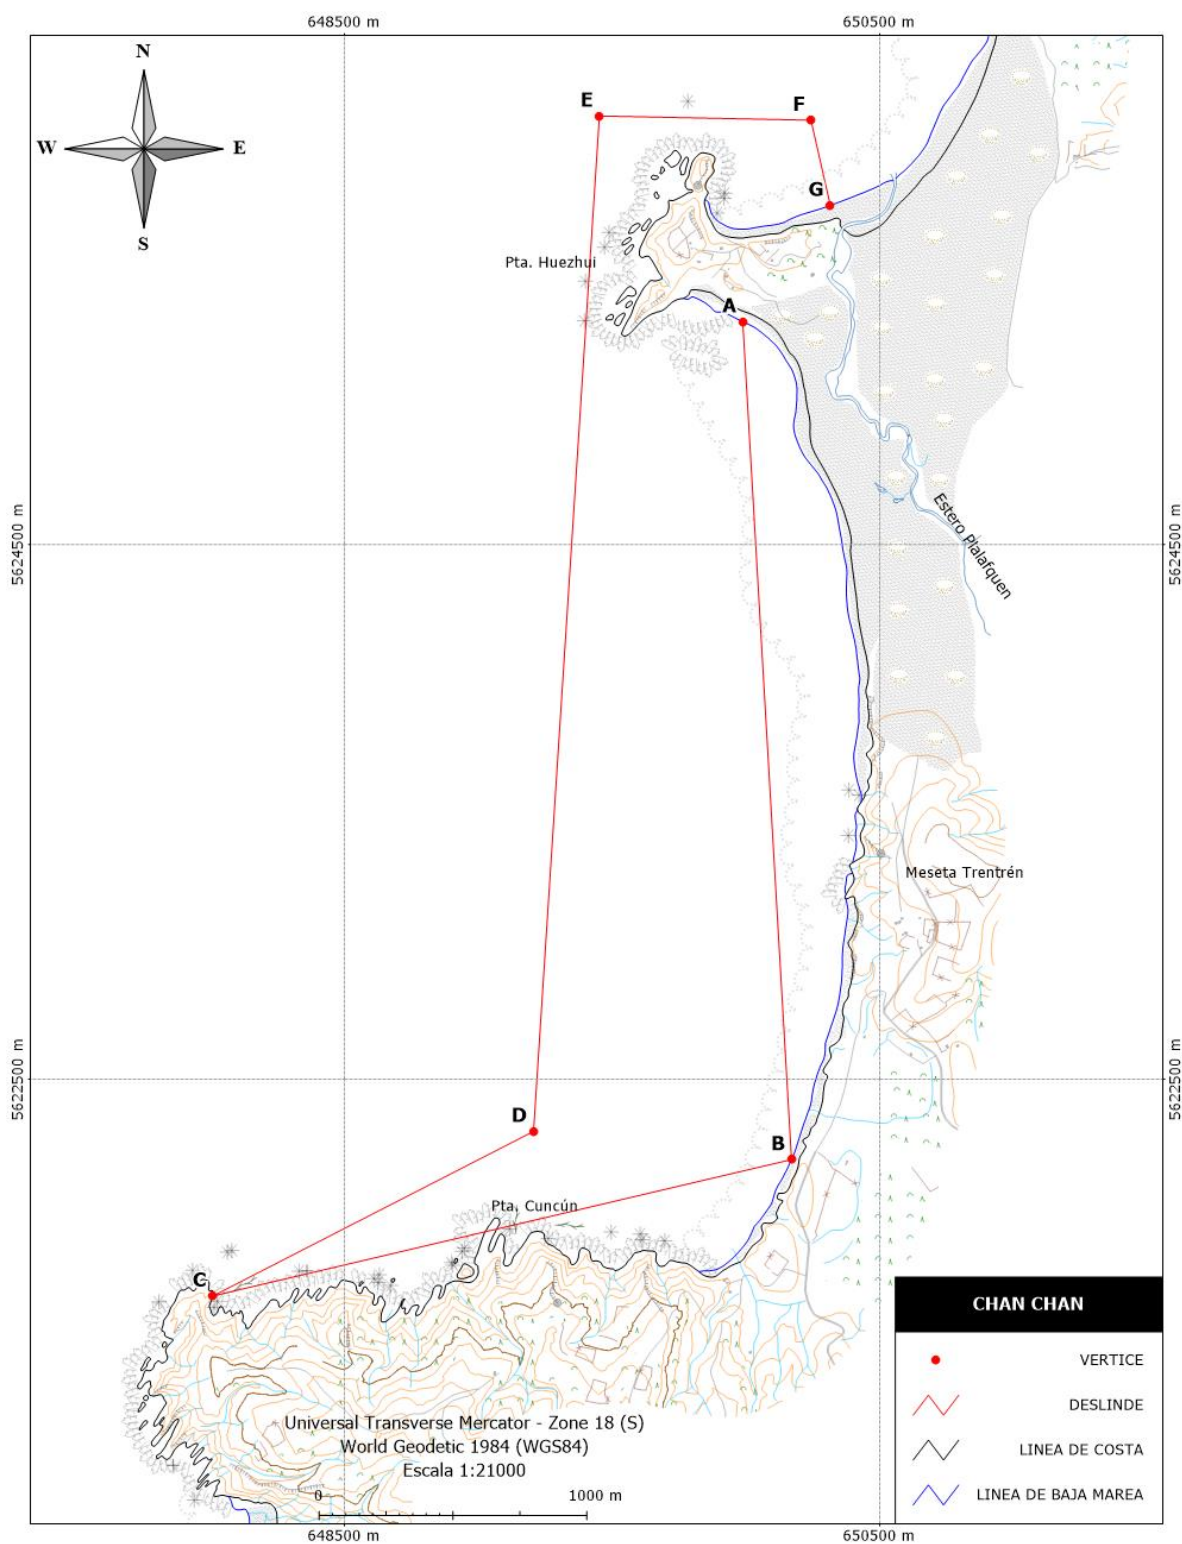 648500 m
650500 m
N
W
E
S
E
F
G
Pta. Huezhui
A
5624500 m
5624500 m
Estero Plalafquen
Meseta Trentrén
5622500 m
5622500 m
D
B
Pta. Cuncún
C
CHAN CHAN
VERTICE
DESLINDE
LINEA DE COSTA
LINEA DE BAJA MAREA
Universal Transverse Mercator - Zone 18 (S)
World Geodetic 1984 (WGS84)
Escala 1:21000
0
1000 m
648500 m
650500 m